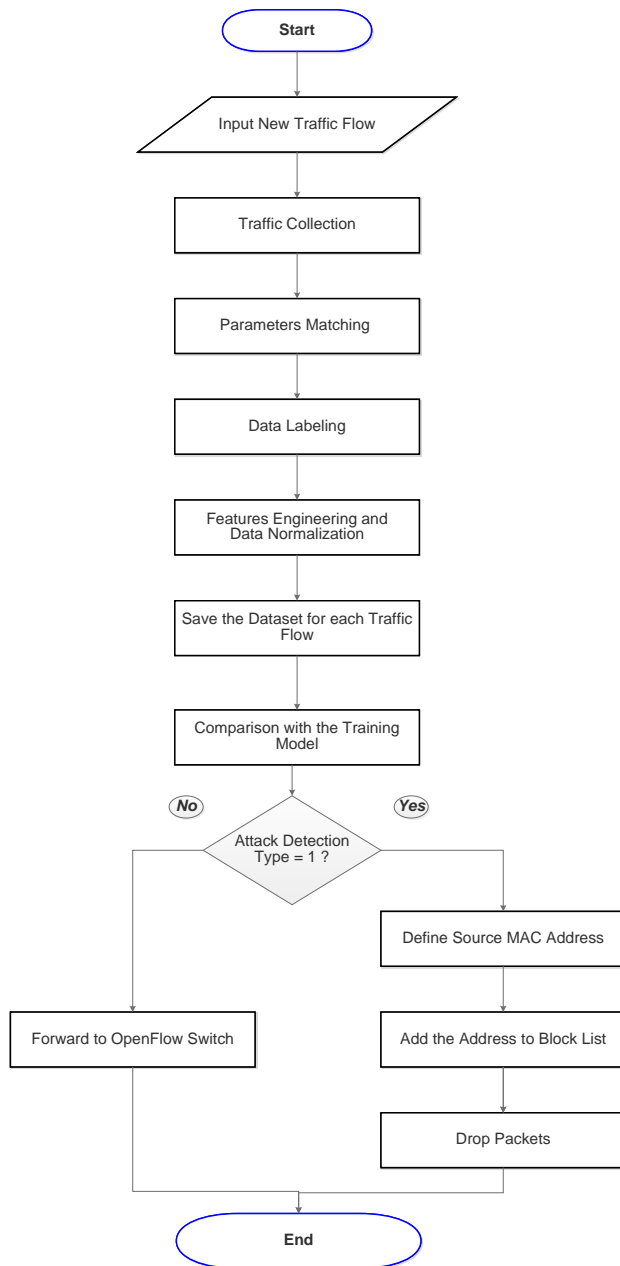 Start
Input New Traffic Flow
Traffic Collection
Parameters Matching
Data Labeling
Features Engineering and
Data Normalization
Save the Dataset for each Traffic
Flow
Comparison with the Training
Model
No
Yes
Attack Detection
Type = 1 ?
Define Source MAC Address
Forward to OpenFlow Switch
Add the Address to Block List
Drop Packets
End